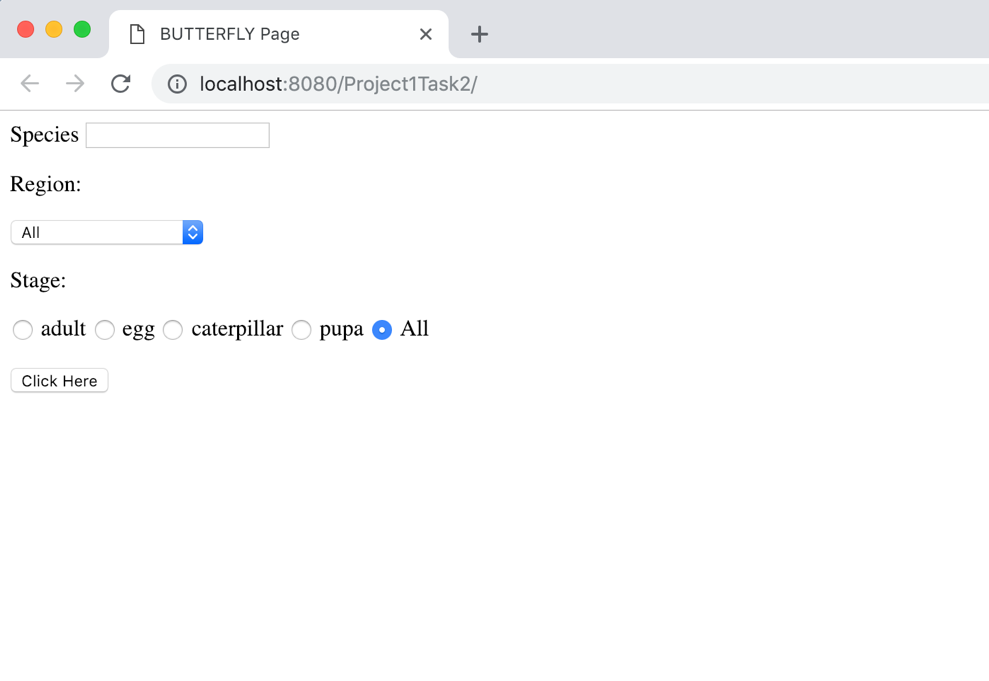 BUTTERFLY Page
localhost:8080/Project1Task2/
Species
Region:
All
Stage:
adult egg caterpillar pupa All
Click Here